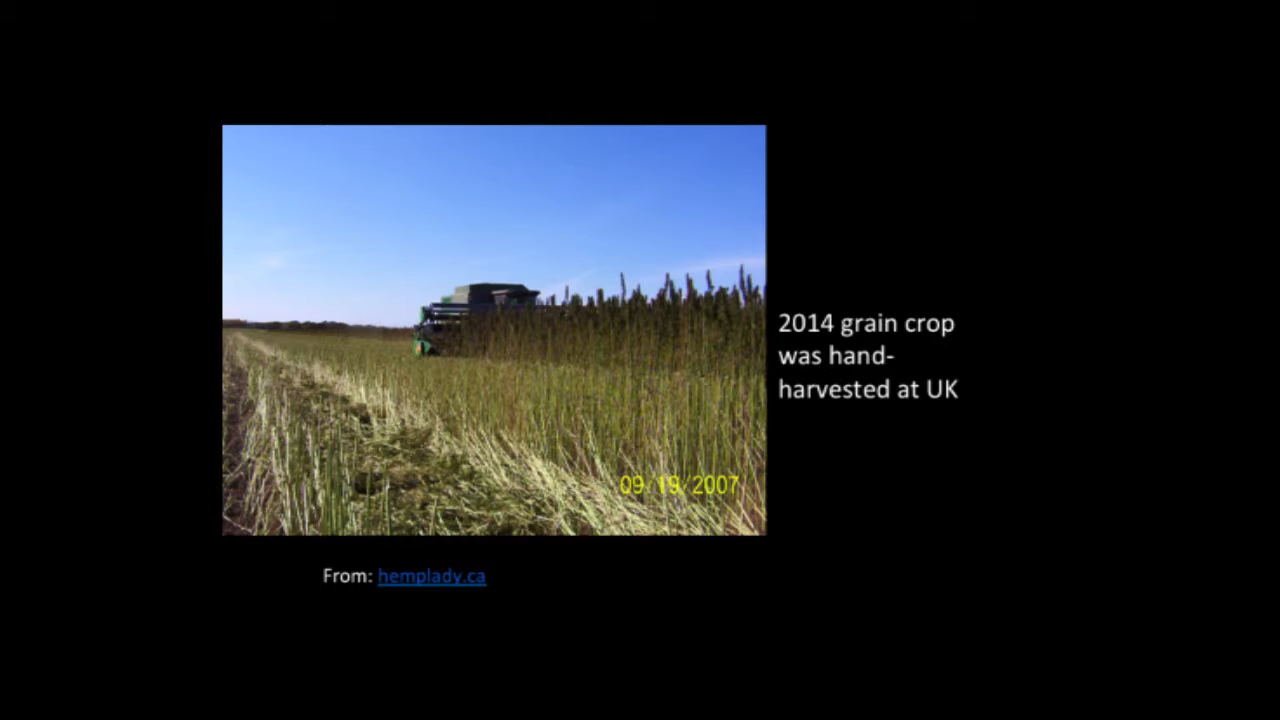 2014 grain crop
was hand-
harvested at UK
09/19/2007
From: hemplady.ca